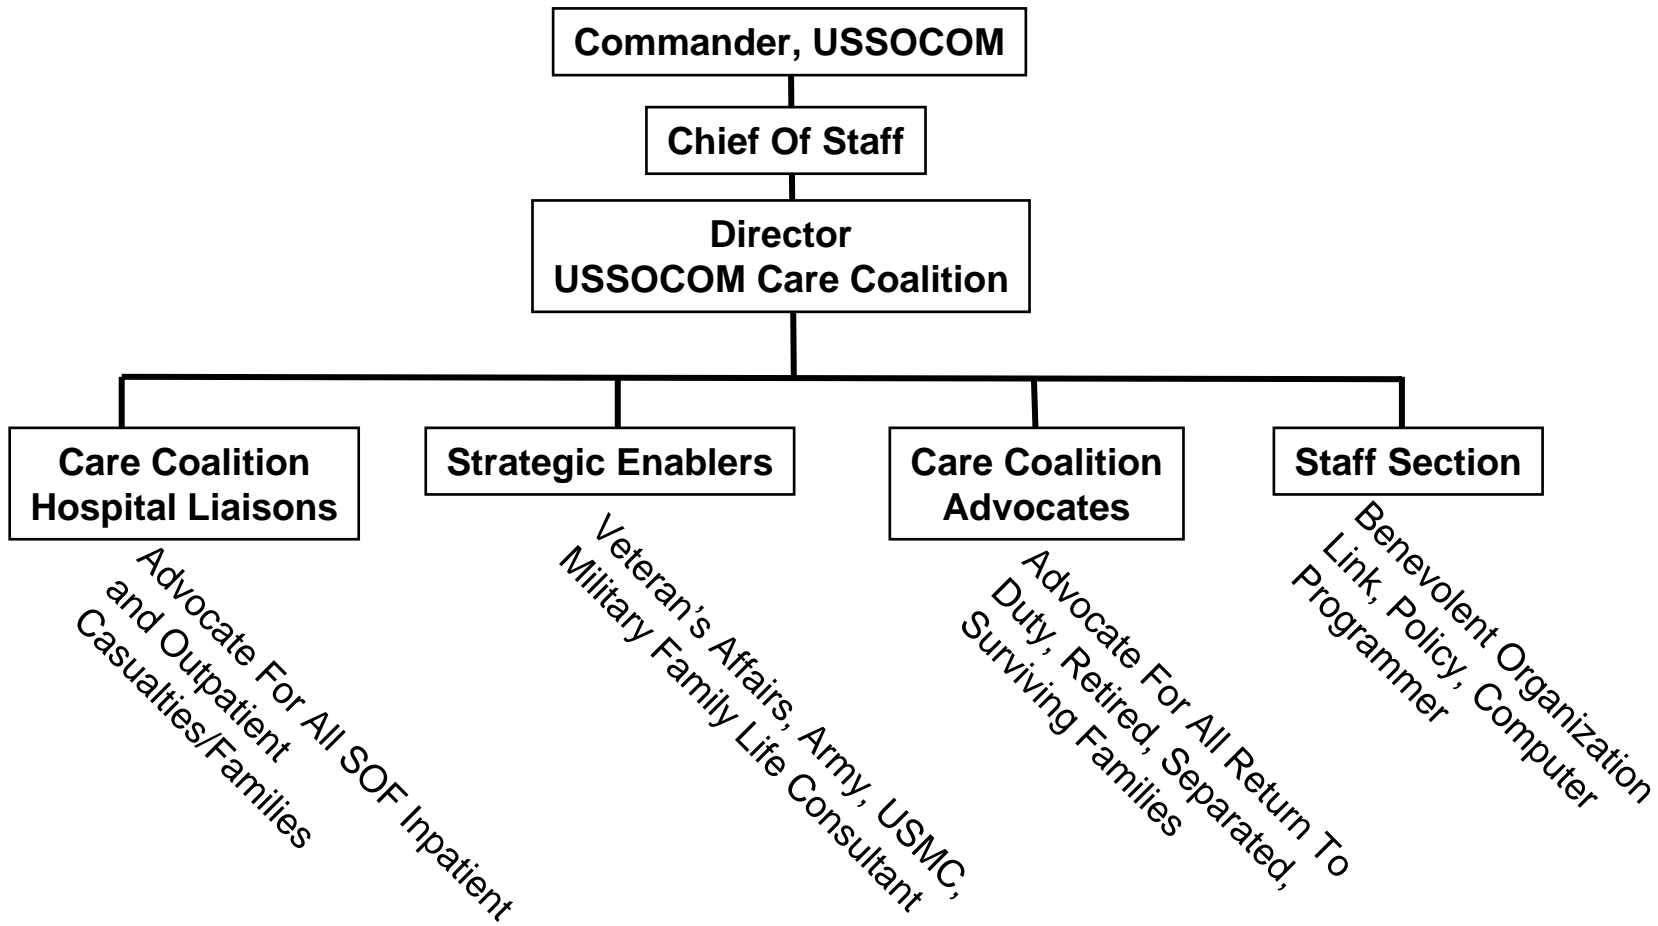 Commander, USSOCOM
Chief Of Staff
Director
USSOCOM Care Coalition
Care Coalition
Hospital Liaisons
Advocate For All SOF Inpatient
and Outpatient
Casualties/Families
Strategic Enablers
Veteran’s Affairs, Army, USMC,
Military Family Life Consultant
Care Coalition
Advocates
Advocate For All Return To
Duty, Retired, Separated,
Surviving Families
Staff Section
Benevolent Organization
Link, Policy, Computer
Programmer